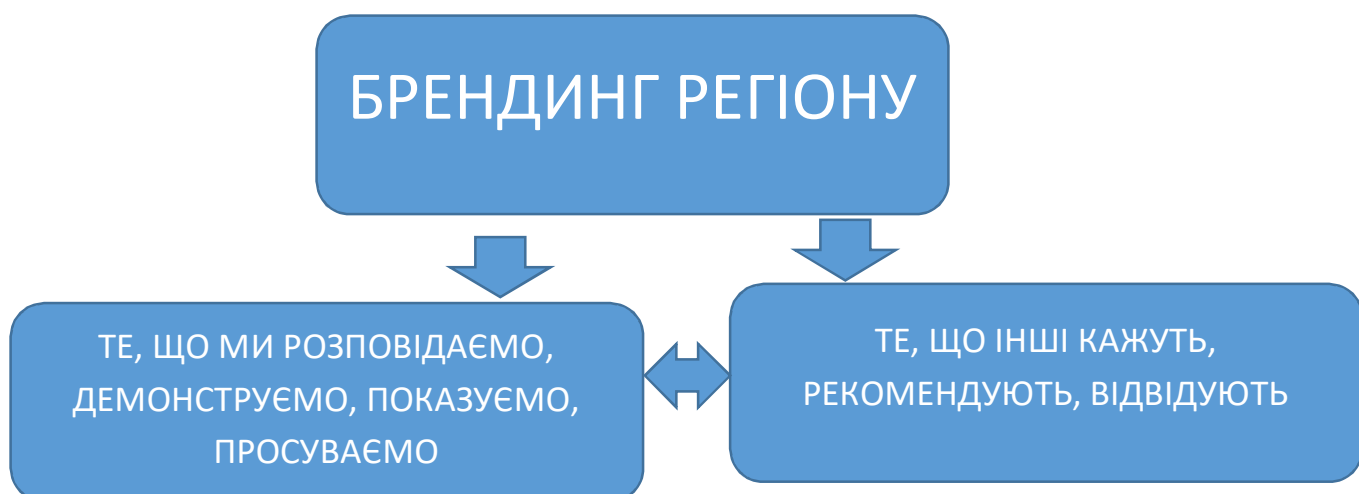 БРЕНДИНГ РЕГІОНУ
ТЕ, ЩО МИ РОЗПОВІДАЄМО,
ДЕМОНСТРУЄМО, ПОКАЗУЄМО,
ПРОСУВАЄМО
ТЕ, ЩО ІНШІ КАЖУТЬ,
РЕКОМЕНДУЮТЬ, ВІДВІДУЮТЬ